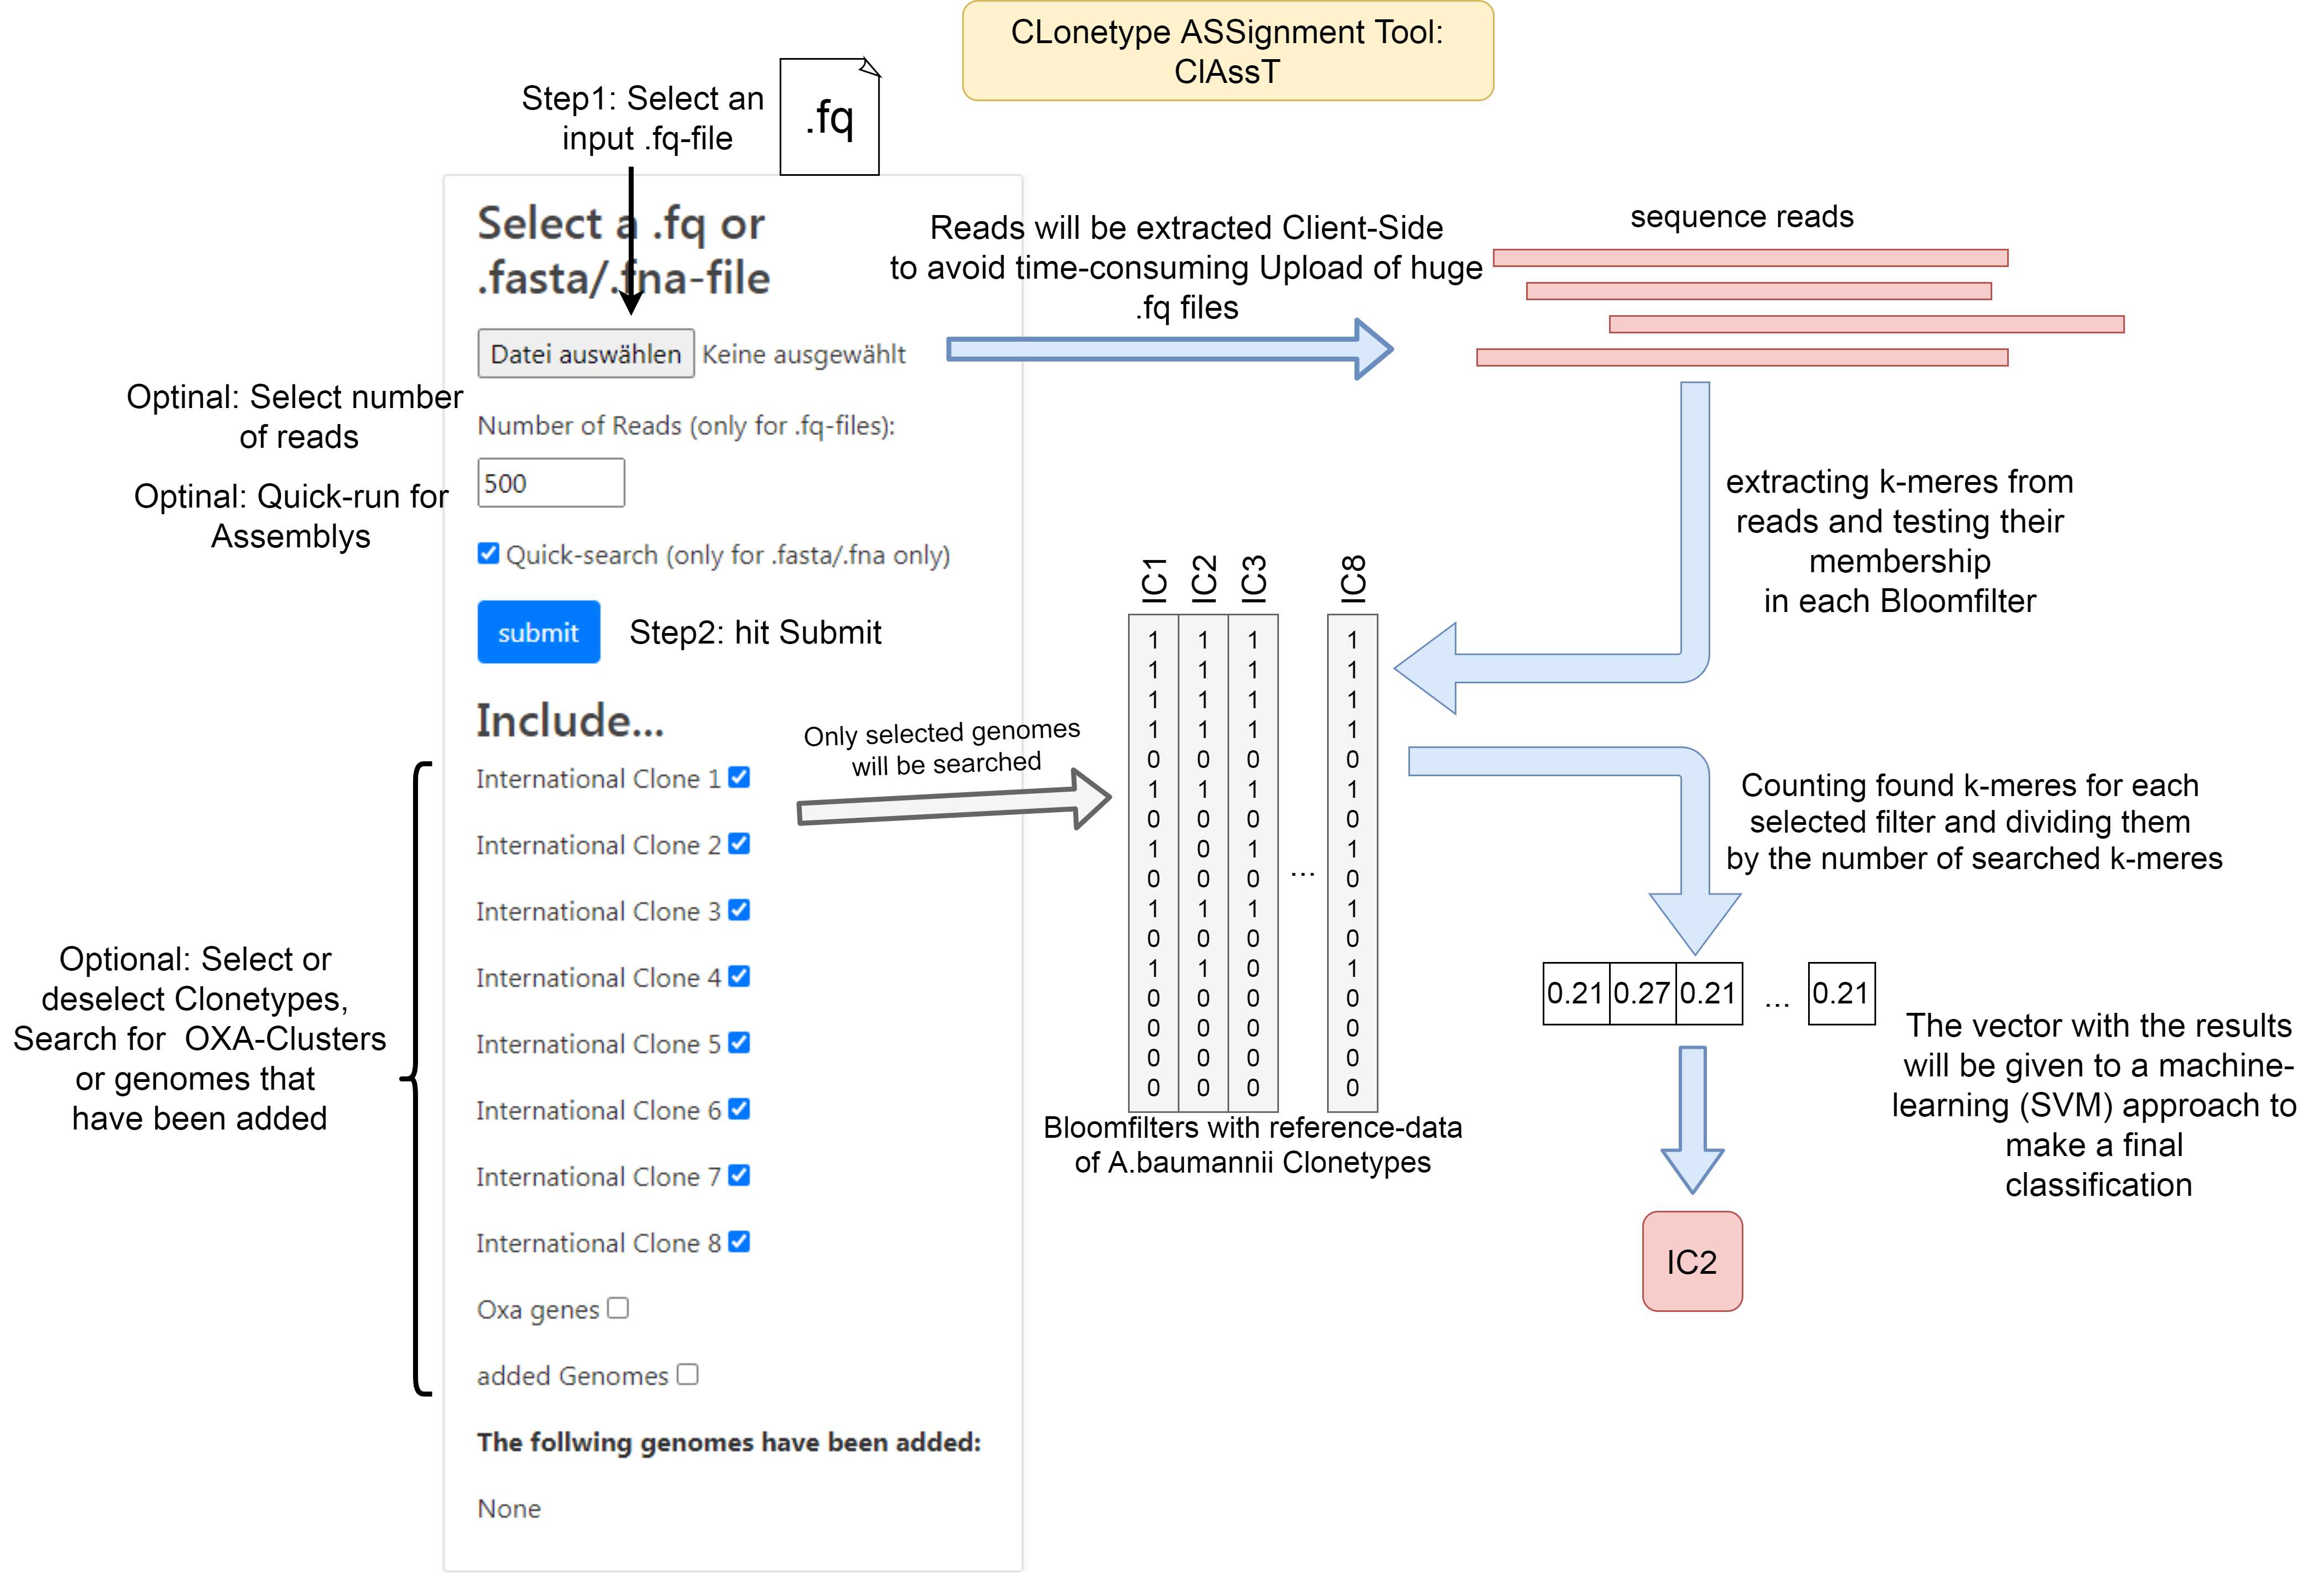 CLonetype ASSignment Tool:
ClAssT
Step1: Select an
input .fq-file
.fq
Select a .fq or
.fasta/.fna-file
Datei auswählen Keine ausgewählt
Optinal: Select number
of reads
Number of Reads (only for .fq-files):
500
Optinal: Quick-run for
Assemblys
Quick-search (only for .fasta/.fna only)
submit
Step2: hit Submit
Include...
International Clone 1
International Clone 2
International Clone 3
International Clone 4
International Clone 5
International Clone 6
International Clone 7
International Clone 8
Oxa genes
added Genomes
The follwing genomes have been added:
None
Optional: Select or
deselect Clonetypes,
Search for OXA-Clusters
or genomes that
have been added
Reads will be extracted Client-Side
to avoid time-consuming Upload of huge
.fq files
sequence reads
extracting k-meres from
reads and testing their
membership
in each Bloomfilter
Only selected genomes
will be searched
IC1 IC2 IC3 IC8
1 1 1 1
1 1 1 1
1 1 1 1
1 1 1 1
0 0 0 0
1 1 1 1
0 0 0 0
1 0 1 1
0 0 0 ... 0
1 1 1 1
0 0 0 0
1 1 0 1
0 0 0 0
0 0 0 0
0 0 0 0
0 0 0 0
Bloomfilters with reference-data
of A.baumannii Clonetypes
Counting found k-meres for each
selected filter and dividing them
by the number of searched k-meres
0.21 0.27 0.21 ... 0.21
The vector with the results
will be given to a machine-
learning (SVM) approach to
make a final
classification
IC2